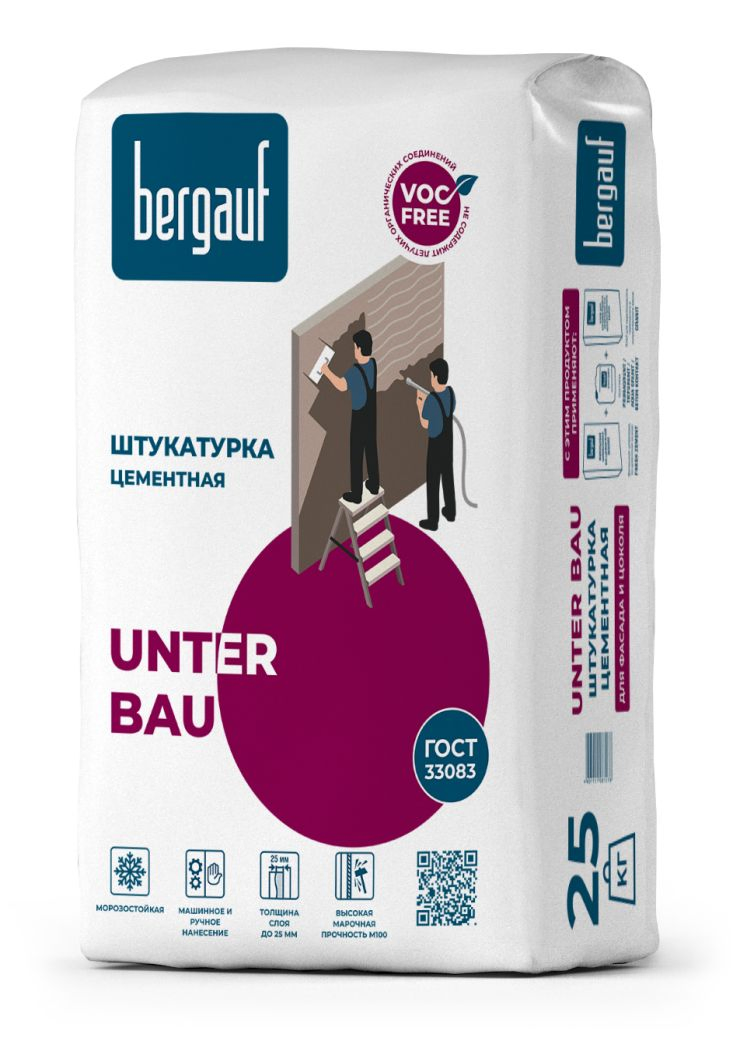 bergauf
VOC
FREE
НЕ СОДЕРЖИТ ЛЕТУЧИХ ОРГАНИЧЕСКИХ СОЕДИНЕНИЙ
ШТУКАТУРКА
ЦЕМЕНТНАЯ
UNTER
BAU
ГОСТ
33083
МОРОЗОСТОЙКАЯ
МАШИННОЕ И
РУЧНОЕ
НАНЕСЕНИЕ
25 мм
ТОЛЩИНА
СЛОЯ
ДО 25 ММ
ВЫСОКАЯ
МАРОЧНАЯ
ПРОЧНОСТЬ М100
bergauf
С ЭТИМ ПРОДУКТОМ
ПРИМЕНЯЮТ:
bergauf
bergauf
UNTER BAU
ШТУКАТУРКА
ЦЕМЕНТНАЯ
ДЛЯ ФАСАДА И ЦОКОЛЯ
25
КГ